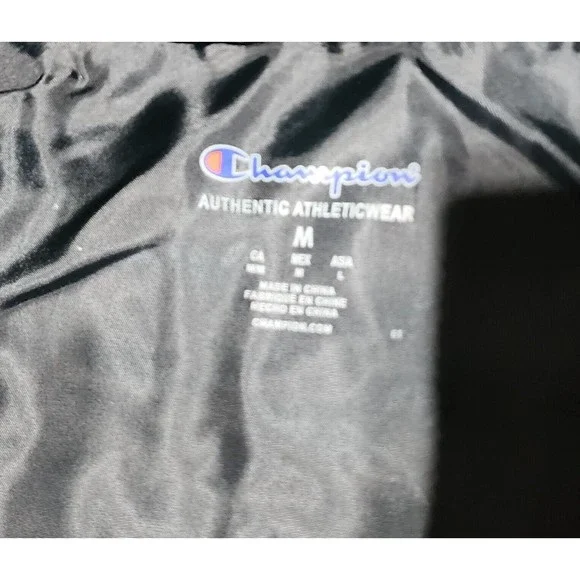 Champion
AUTHENTIC ATHLETICWEAR
M
CA MEX ASIA
M/M M L
MADE IN CHINA
FABRIQUÉ EN CHINE
HECHO EN CHINA
CHAMPION.COM